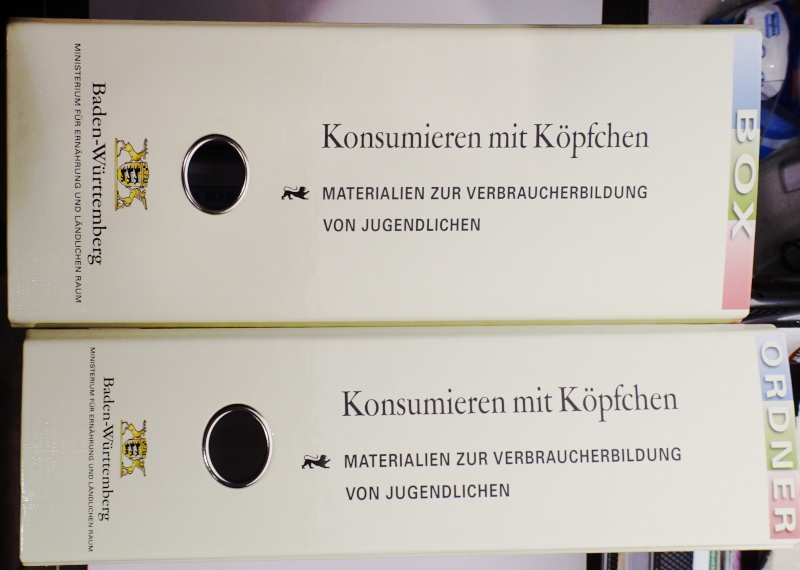 BOX
Konsumieren mit Köpfchen
MATERIALIEN ZUR VERBRAUCHERBILDUNG
VON JUGENDLICHEN
Baden-Württemberg
MINISTERIUM FÜR ERNÄHRUNG UND LÄNDLICHEN RAUM
ORDNER
Konsumieren mit Köpfchen
MATERIALIEN ZUR VERBRAUCHERBILDUNG
VON JUGENDLICHEN
Baden-Württemberg
MINISTERIUM FÜR ERNÄHRUNG UND LÄNDLICHEN RAUM